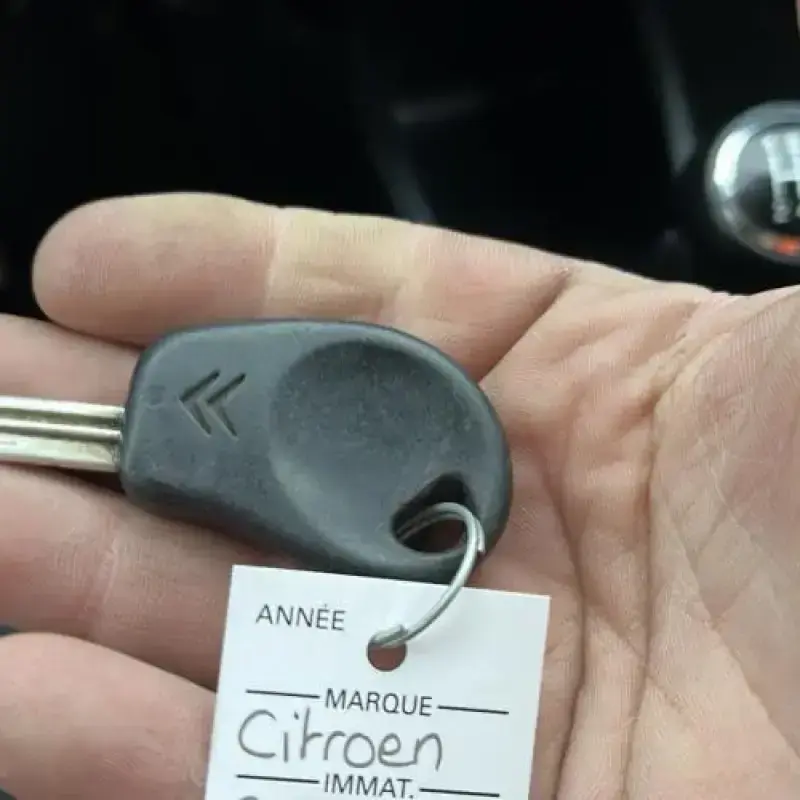 ANNÉE
MARQUE
Citroen
IMMAT.